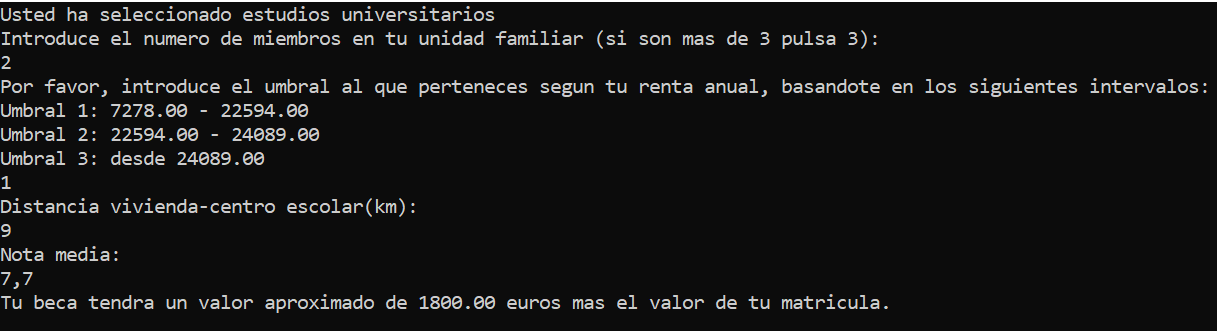 Usted ha seleccionado estudios universitarios
Introduce el numero de miembros en tu unidad familiar (si son mas de 3 pulsa 3):
2
Por favor, introduce el umbral al que perteneces segun tu renta anual, basandote en los siguientes intervalos:
Umbral 1: 7278.00 - 22594.00
Umbral 2: 22594.00 - 24089.00
Umbral 3: desde 24089.00
1
Distancia vivienda-centro escolar(km):
9
Nota media:
7,7
Tu beca tendra un valor aproximado de 1800.00 euros mas el valor de tu matricula.